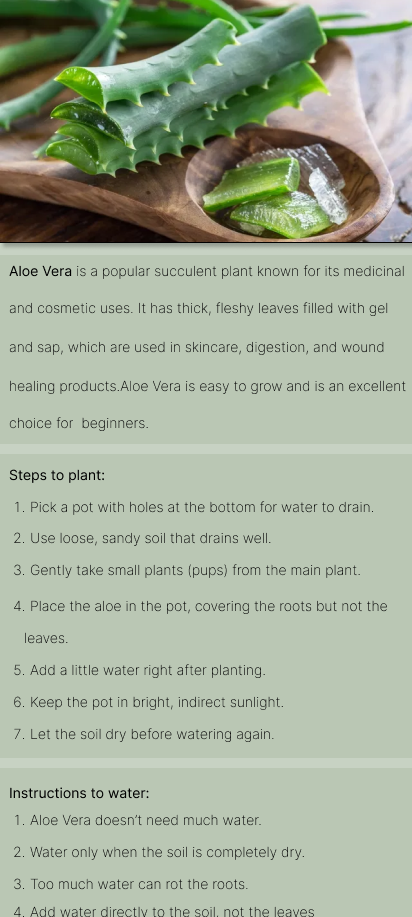 Aloe Vera is a popular succulent plant known for its medicinal
and cosmetic uses. It has thick, fleshy leaves filled with gel
and sap, which are used in skincare, digestion, and wound
healing products.Aloe Vera is easy to grow and is an excellent
choice for  beginners.
Steps to plant:
1. Pick a pot with holes at the bottom for water to drain.
2. Use loose, sandy soil that drains well.
3. Gently take small plants (pups) from the main plant.
4. Place the aloe in the pot, covering the roots but not the
leaves.
5. Add a little water right after planting.
6. Keep the pot in bright, indirect sunlight.
7. Let the soil dry before watering again.
Instructions to water:
1. Aloe Vera doesn’t need much water.
2. Water only when the soil is completely dry.
3. Too much water can rot the roots.
4. Add water directly to the soil, not the leaves